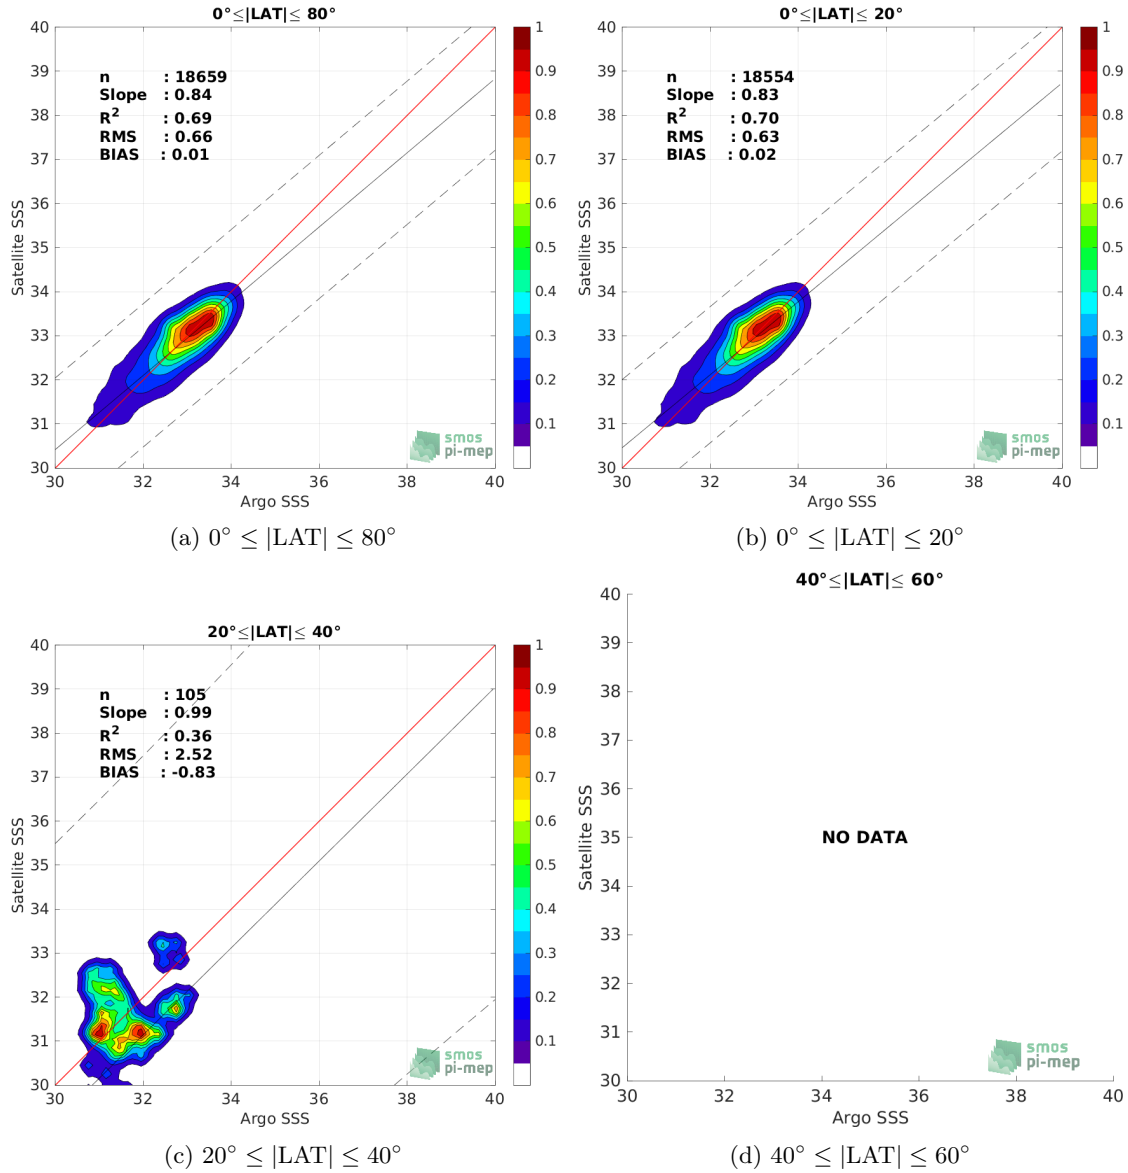 0°≤|LAT|≤ 80°
n : 18659
Slope : 0.84
R² : 0.69
RMS : 0.66
BIAS : 0.01
Satellite SSS
40
39
38
37
36
35
34
33
32
31
30
30 32 34 36 38 40
Argo SSS
1
0.9
0.8
0.7
0.6
0.5
0.4
0.3
0.2
0.1
smos
pi-mep
(a) 0° ≤ |LAT| ≤ 80°
0°≤|LAT|≤ 20°
n : 18554
Slope : 0.83
R² : 0.70
RMS : 0.63
BIAS : 0.02
Satellite SSS
40
39
38
37
36
35
34
33
32
31
30
30 32 34 36 38 40
Argo SSS
1
0.9
0.8
0.7
0.6
0.5
0.4
0.3
0.2
0.1
smos
pi-mep
(b) 0° ≤ |LAT| ≤ 20°
20°≤|LAT|≤ 40°
n : 105
Slope : 0.99
R² : 0.36
RMS : 2.52
BIAS : -0.83
Satellite SSS
40
39
38
37
36
35
34
33
32
31
30
30 32 34 36 38 40
Argo SSS
1
0.9
0.8
0.7
0.6
0.5
0.4
0.3
0.2
0.1
smos
pi-mep
(c) 20° ≤ |LAT| ≤ 40°
40°≤|LAT|≤ 60°
NO DATA
Satellite SSS
40
39
38
37
36
35
34
33
32
31
30
30 32 34 36 38 40
Argo SSS
smos
pi-mep
(d) 40° ≤ |LAT| ≤ 60°